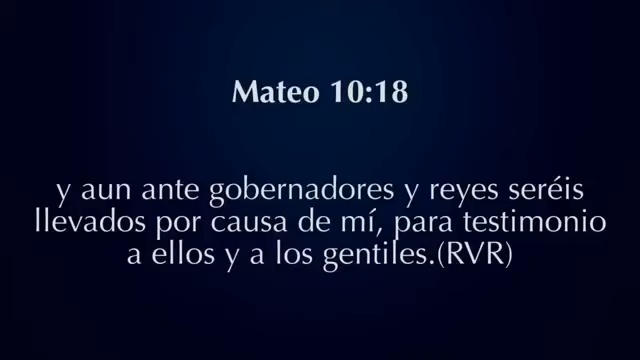 Mateo 10:18
y aun ante gobernadores y reyes seréis
llevados por causa de mí, para testimonio
a ellos y a los gentiles.(RVR)